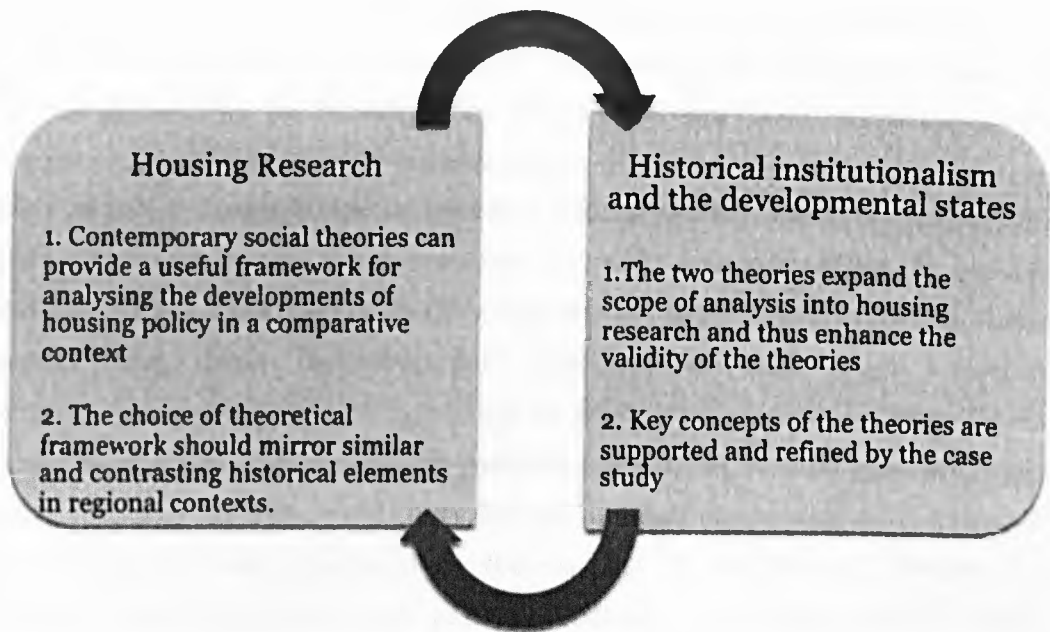 Housing Research
1. Contemporary social theories can
provide a useful framework for
analysing the developments of
housing policy in a comparative
context
2. The choice of theoretical
framework should mirror similar
and contrasting historical elements
in regional contexts.
Historical institutionalism
and the developmental states
1.The two theories expand the
scope of analysis into housing
research and thus enhance the
validity of the theories
2. Key concepts of the theories are
supported and refined by the case
study